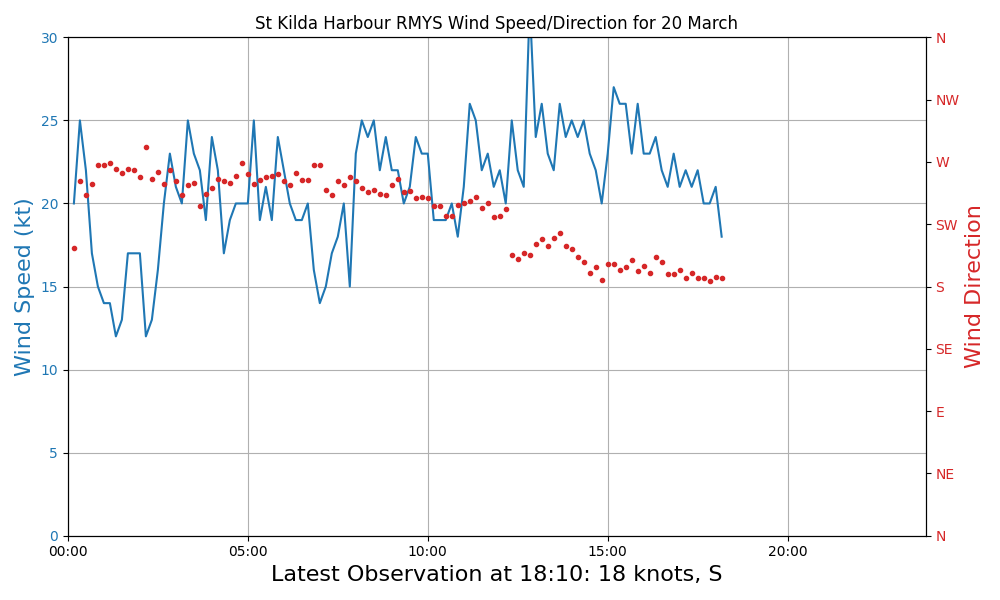 St Kilda Harbour RMYS Wind Speed/Direction for 20 March
30
25
20
15
10
5
0
Wind Speed (kt)
N
NW
W
SW
S
SE
E
NE
N
Wind Direction
00:00
05:00
10:00
15:00
20:00
Latest Observation at 18:10: 18 knots, S